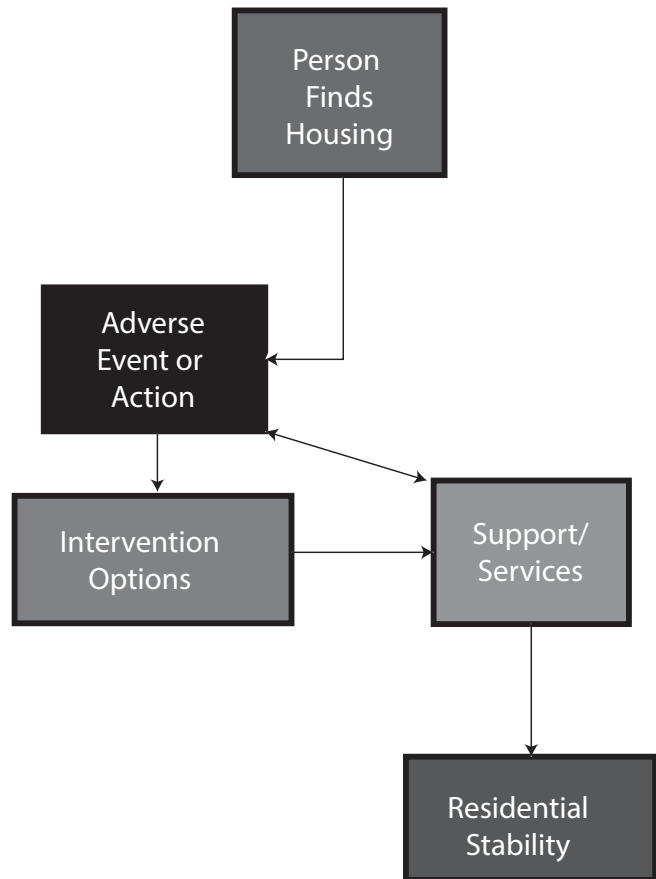 Person
Finds
Housing
Adverse
Event or
Action
Intervention
Options
Support/
Services
Residential
Stability